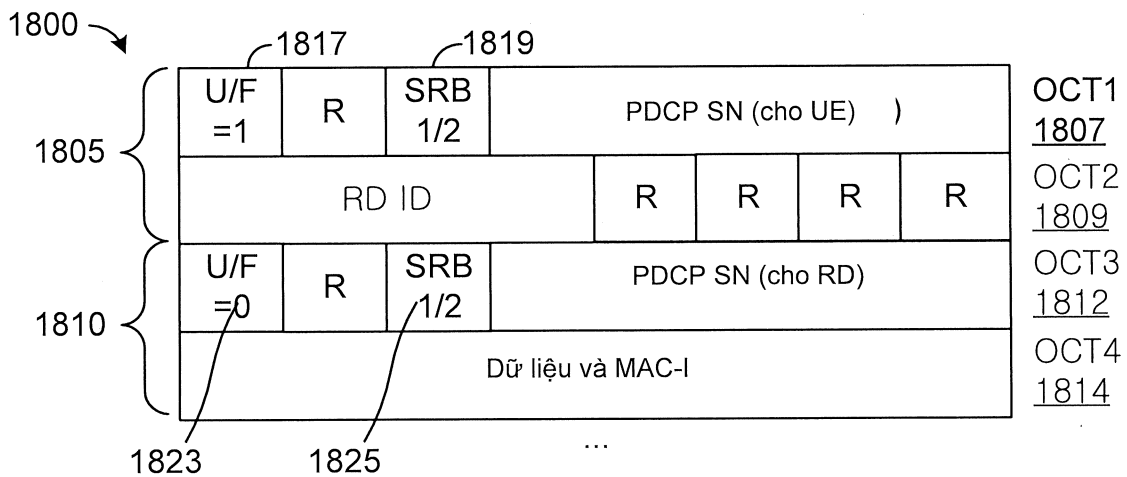 1800
1817
1819
U/F
=1
R
SRB
1/2
PDCP SN (cho UE) )
OCT1
1807
1805
RD ID
R
R
R
R
OCT2
1809
U/F
=0
R
SRB
1/2
PDCP SN (cho RD)
OCT3
1812
1810
Dữ liệu và MAC-I
OCT4
1814
1823
1825
...